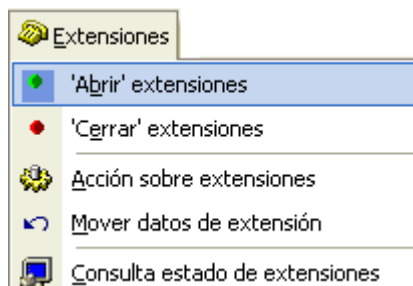 Extensiones
'Abrir' extensiones
'Cerrar' extensiones
Acción sobre extensiones
Mover datos de extensión
Consulta estado de extensiones